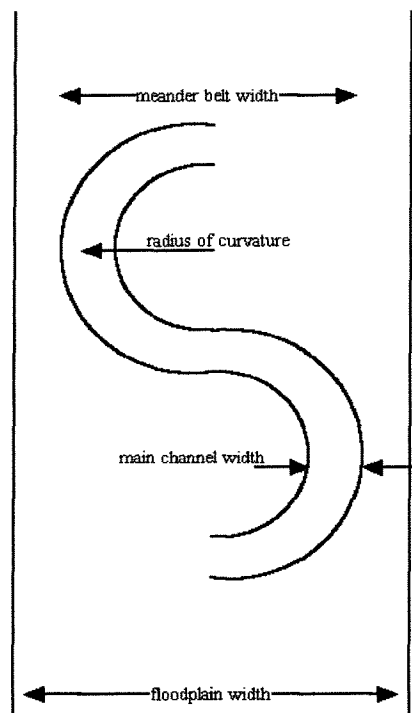 meander belt width
radius of curvature
main channel width
floodplain width